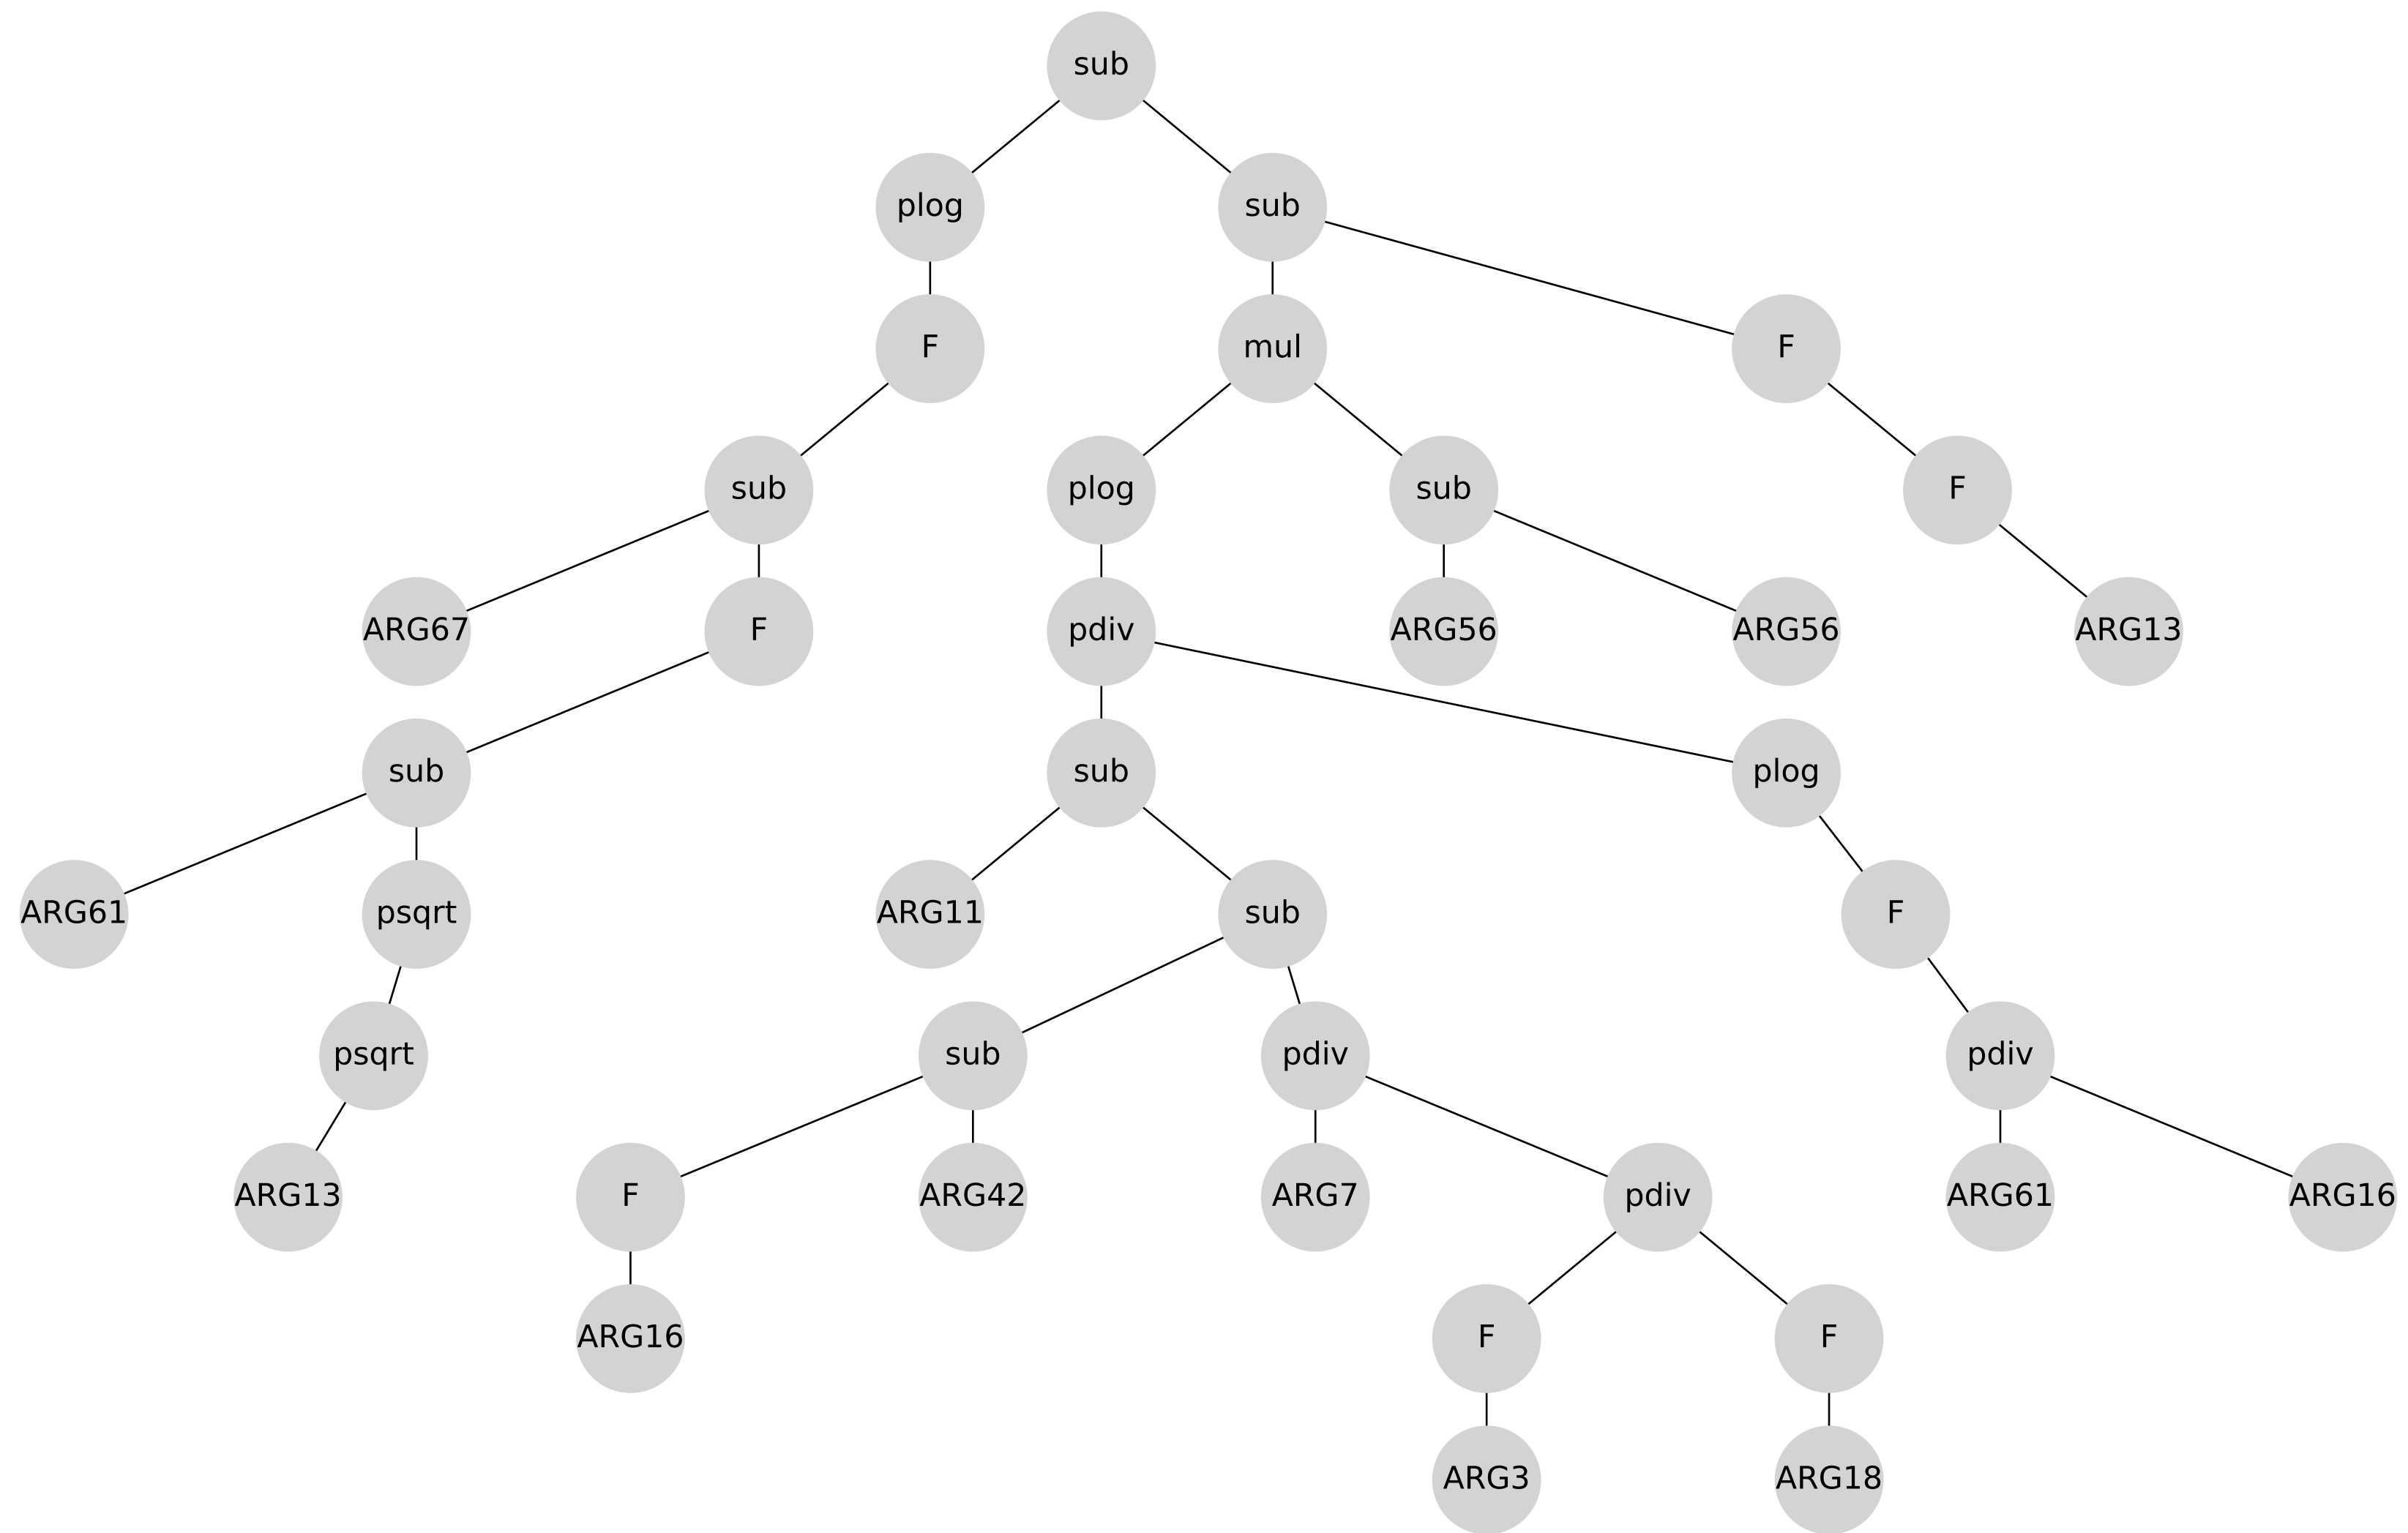 sub
plog sub
F mul F
sub plog sub F
ARG67 F pdiv ARG56 ARG56 ARG13
sub sub plog
ARG61 psqrt ARG11 sub F
psqrt sub pdiv pdiv
ARG13 F ARG42 ARG7 pdiv ARG61 ARG16
ARG16 F F
ARG3 ARG18